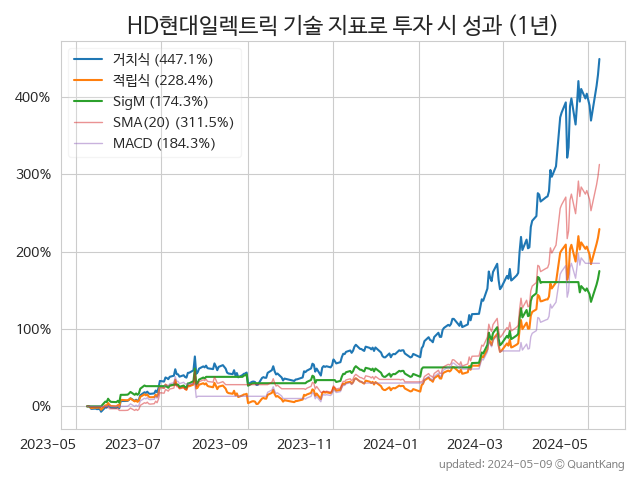 HD현대일렉트릭 기술 지표로 투자 시 성과 (1년)
거치식 (447.1%)
적립식 (228.4%)
SigM (174.3%)
SMA(20) (311.5%)
MACD (184.3%)
400%
300%
200%
100%
0%
2023-05 2023-07 2023-09 2023-11 2024-01 2024-03 2024-05
updated: 2024-05-09 © QuantKang